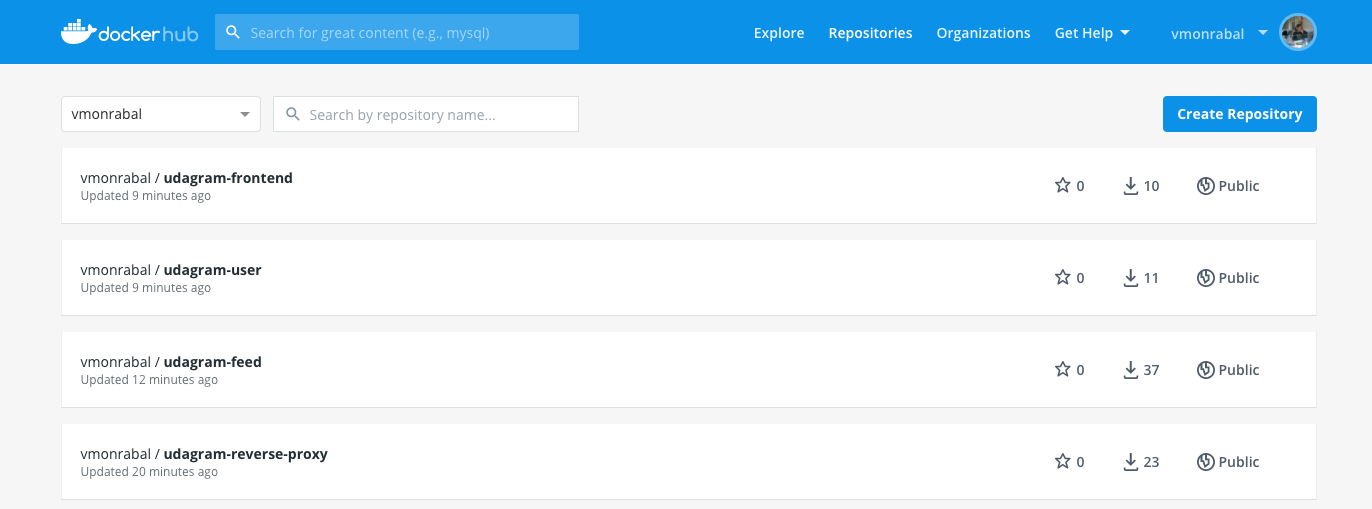 dockerhub
Search for great content (e.g., mysql)
Explore
Repositories
Organizations
Get Help
vmonrabal
vmonrabal
Search by repository name...
Create Repository
vmonrabal / udagram-frontend
Updated 9 minutes ago
0
10
Public
vmonrabal / udagram-user
Updated 9 minutes ago
0
11
Public
vmonrabal / udagram-feed
Updated 12 minutes ago
0
37
Public
vmonrabal / udagram-reverse-proxy
Updated 20 minutes ago
0
23
Public